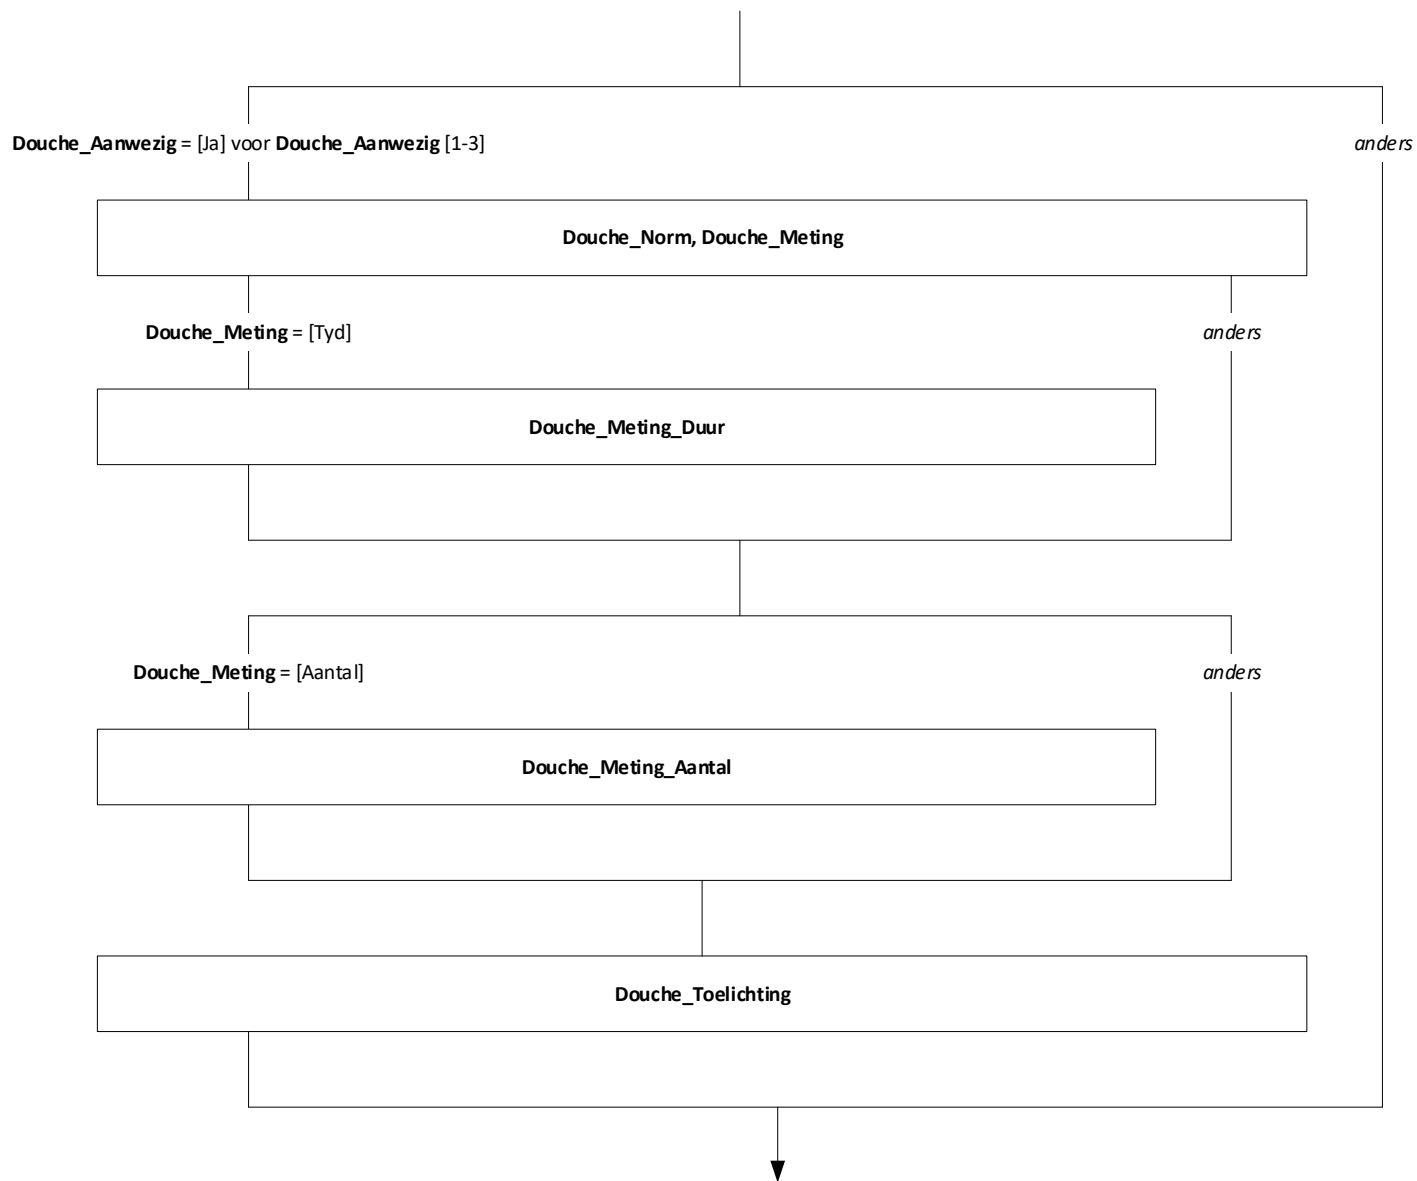 Douche_Aanwezig = [Ja] voor Douche_Aanwezig [1-3]
anders
Douche_Norm, Douche_Meting
Douche_Meting = [Tyd]
anders
Douche_Meting_Duur
Douche_Meting = [Aantal]
anders
Douche_Meting_Aantal
Douche_Toelichting